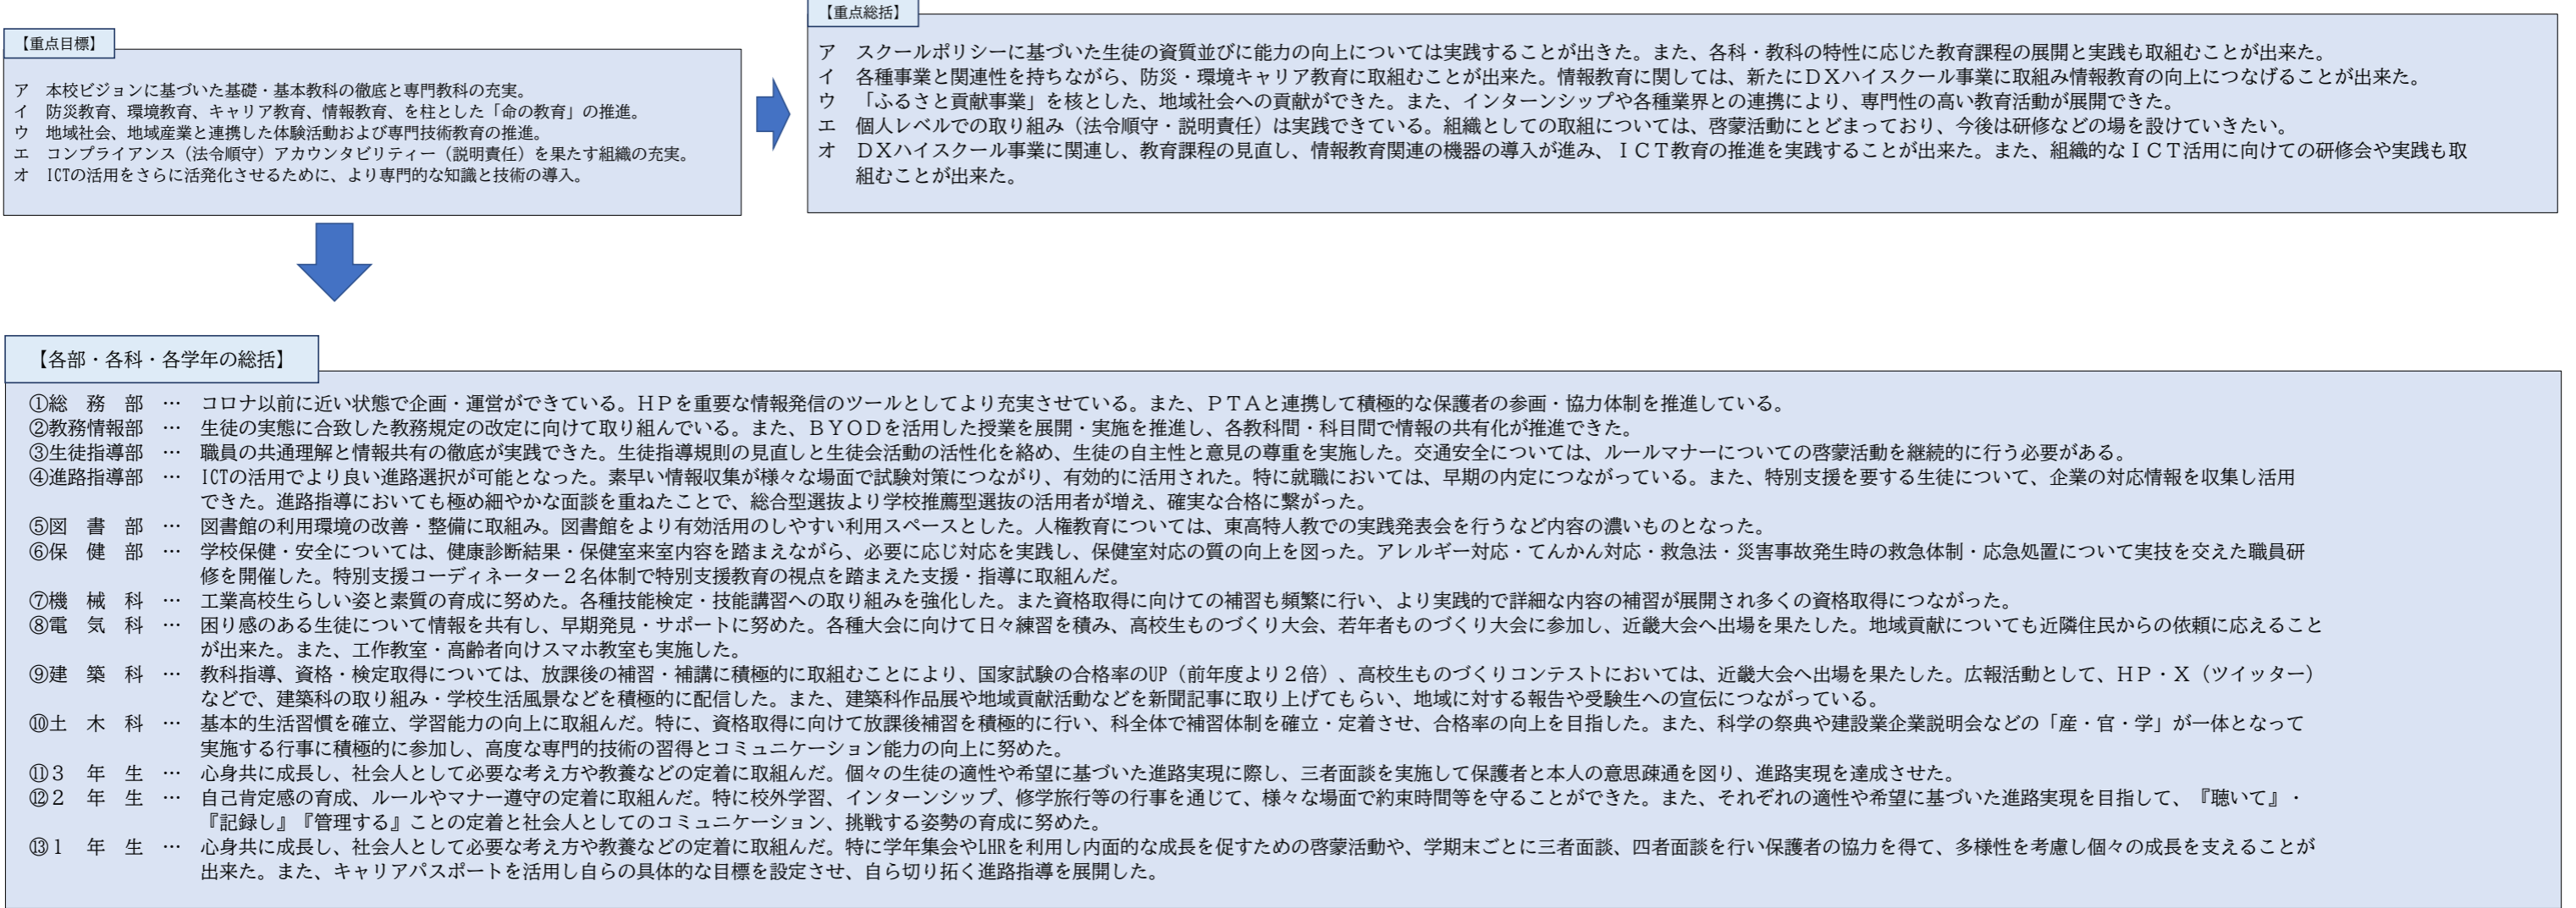 【重点目標】
ア　本校ビジョンに基づいた基礎・基本教科の徹底と専門教科の充実。
イ　防災教育、環境教育、キャリア教育、情報教育、を柱とした「命の教育」の推進。
ウ　地域社会、地域産業と連携した体験活動および専門技術教育の推進。
エ　コンプライアンス（法令順守）アカウンタビリティー（説明責任）を果たす組織の充実。
オ　ICTの活用をさらに活発化させるために、より専門的な知識と技術の導入。
【重点総括】
ア　スクールポリシーに基づいた生徒の資質並びに能力の向上については実践することが出きた。また、各科・教科の特性に応じた教育課程の展開と実践も取組むことが出来た。
イ　各種事業と関連性を持ちながら、防災・環境キャリア教育に取組むことが出来た。情報教育に関しては、新たにＤＸハイスクール事業に取組み情報教育の向上につなげることが出来た。
ウ　「ふるさと貢献事業」を核とした、地域社会への貢献ができた。また、インターンシップや各種業界との連携により、専門性の高い教育活動が展開できた。
エ　個人レベルでの取り組み（法令順守・説明責任）は実践できている。組織としての取組については、啓蒙活動にとどまっており、今後は研修などの場を設けていきたい。
オ　ＤＸハイスクール事業に関連し、教育課程の見直し、情報教育関連の機器の導入が進み、ＩＣＴ教育の推進を実践することが出来た。また、組織的なＩＣＴ活用に向けての研修会や実践も取
組むことが出来た。
【各部・各科・各学年の総括】
①総　務　部　…　コロナ以前に近い状態で企画・運営ができている。ＨＰを重要な情報発信のツールとしてより充実させている。また、ＰＴＡと連携して積極的な保護者の参画・協力体制を推進している。
②教務情報部　…　生徒の実態に合致した教務規定の改定に向けて取り組んでいる。また、ＢＹＯＤを活用した授業を展開・実施を推進し、各教科間・科目間で情報の共有化が推進できた。
③生徒指導部　…　職員の共通理解と情報共有の徹底が実践できた。生徒指導規則の見直しと生徒会活動の活性化を絡め、生徒の自主性と意見の尊重を実施した。交通安全については、ルールマナーについての啓蒙活動を継続的に行う必要がある。
④進路指導部　…　ICTの活用でより良い進路選択が可能となった。素早い情報収集が様々な場面で試験対策につながり、有効的に活用された。特に就職においては、早期の内定につながっている。また、特別支援を要する生徒について、企業の対応情報を収集し活用
できた。進路指導においても極め細やかな面談を重ねたことで、総合型選抜より学校推薦型選抜の活用者が増え、確実な合格に繋がった。
⑤図　書　部　…　図書館の利用環境の改善・整備に取組み。図書館をより有効活用のしやすい利用スペースとした。人権教育については、東高特人教での実践発表会を行うなど内容の濃いものとなった。
⑥保　健　部　…　学校保健・安全については、健康診断結果・保健室来室内容を踏まえながら、必要に応じ対応を実践し、保健室対応の質の向上を図った。アレルギー対応・てんかん対応・救急法・災害事故発生時の救急体制・応急処置について実技を交えた職員研
修を開催した。特別支援コーディネーター２名体制で特別支援教育の視点を踏まえた支援・指導に取組んだ。
⑦機　械　科　…　工業高校生らしい姿と素質の育成に努めた。各種技能検定・技能講習への取り組みを強化した。また資格取得に向けての補習も頻繁に行い、より実践的で詳細な内容の補習が展開され多くの資格取得につながった。
⑧電　気　科　…　困り感のある生徒について情報を共有し、早期発見・サポートに努めた。各種大会に向けて日々練習を積み、高校生ものづくり大会、若年者ものづくり大会に参加し、近畿大会へ出場を果たした。地域貢献についても近隣住民からの依頼に応えること
が出来た。また、工作教室・高齢者向けスマホ教室も実施した。
⑨建　築　科　…　教科指導、資格・検定取得については、放課後の補習・補講に積極的に取組むことにより、国家試験の合格率のUP（前年度より２倍）、高校生ものづくりコンテストにおいては、近畿大会へ出場を果たした。広報活動として、ＨＰ・Ｘ（ツイッター）
などで、建築科の取り組み・学校生活風景などを積極的に配信した。また、建築科作品展や地域貢献活動などを新聞記事に取り上げてもらい、地域に対する報告や受験生への宣伝につながっている。
⑩土　木　科　…　基本的生活習慣を確立、学習能力の向上に取組んだ。特に、資格取得に向けて放課後補習を積極的に行い、科全体で補習体制を確立・定着させ、合格率の向上を目指した。また、科学の祭典や建設業企業説明会などの「産・官・学」が一体となって
実施する行事に積極的に参加し、高度な専門的技術の習得とコミュニケーション能力の向上に努めた。
⑪３　年　生　…　心身共に成長し、社会人として必要な考え方や教養などの定着に取組んだ。個々の生徒の適性や希望に基づいた進路実現に際し、三者面談を実施して保護者と本人の意思疎通を図り、進路実現を達成させた。
⑫２　年　生　…　自己肯定感の育成、ルールやマナー遵守の定着に取組んだ。特に校外学習、インターンシップ、修学旅行等の行事を通じて、様々な場面で約束時間等を守ることができた。また、それぞれの適性や希望に基づいた進路実現を目指して、『聴いて』・
『記録し』『管理する』ことの定着と社会人としてのコミュニケーション、挑戦する姿勢の育成に努めた。
⑬１　年　生　…　心身共に成長し、社会人として必要な考え方や教養などの定着に取組んだ。特に学年集会やLHRを利用し内面的な成長を促すための啓蒙活動や、学期末ごとに三者面談、四者面談を行い保護者の協力を得て、多様性を考慮し個々の成長を支えることが
出来た。また、キャリアパスポートを活用し自らの具体的な目標を設定させ、自ら切り拓く進路指導を展開した。